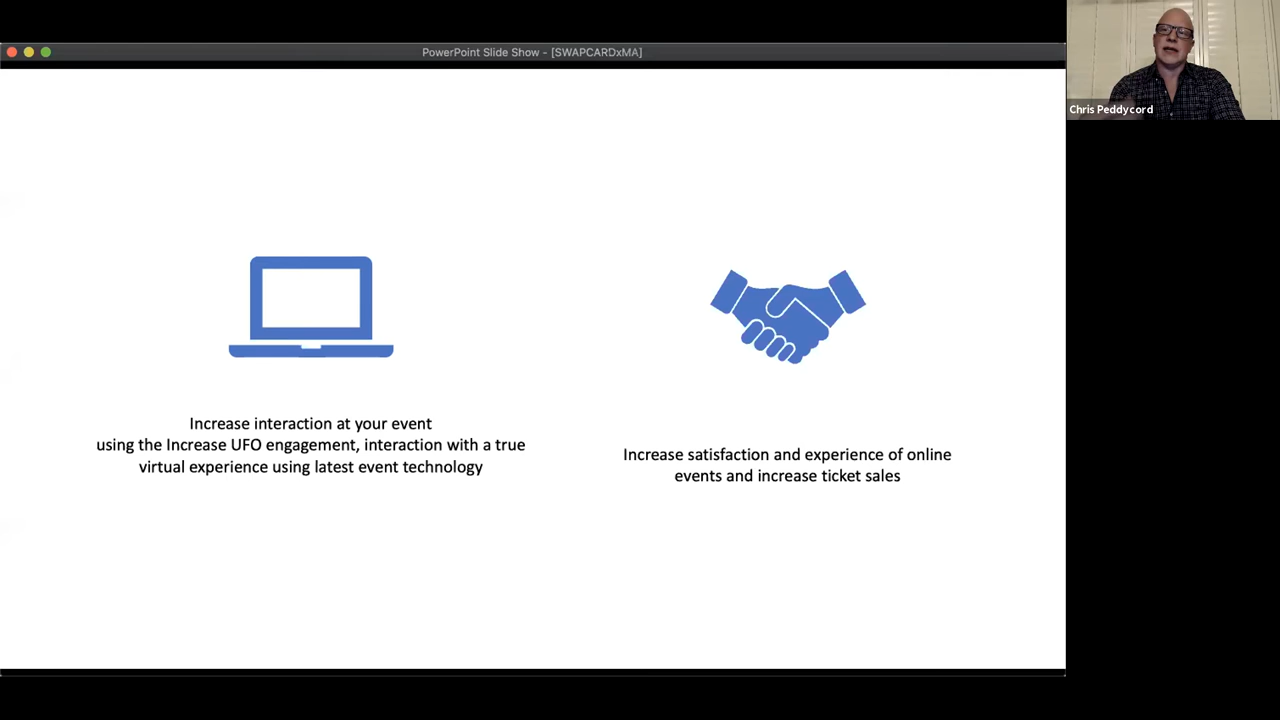 PowerPoint Slide Show - [SWAPCARDxMA]
Chris Peddycord
Increase interaction at your event
using the Increase UFO engagement, interaction with a true
virtual experience using latest event technology
Increase satisfaction and experience of online
events and increase ticket sales